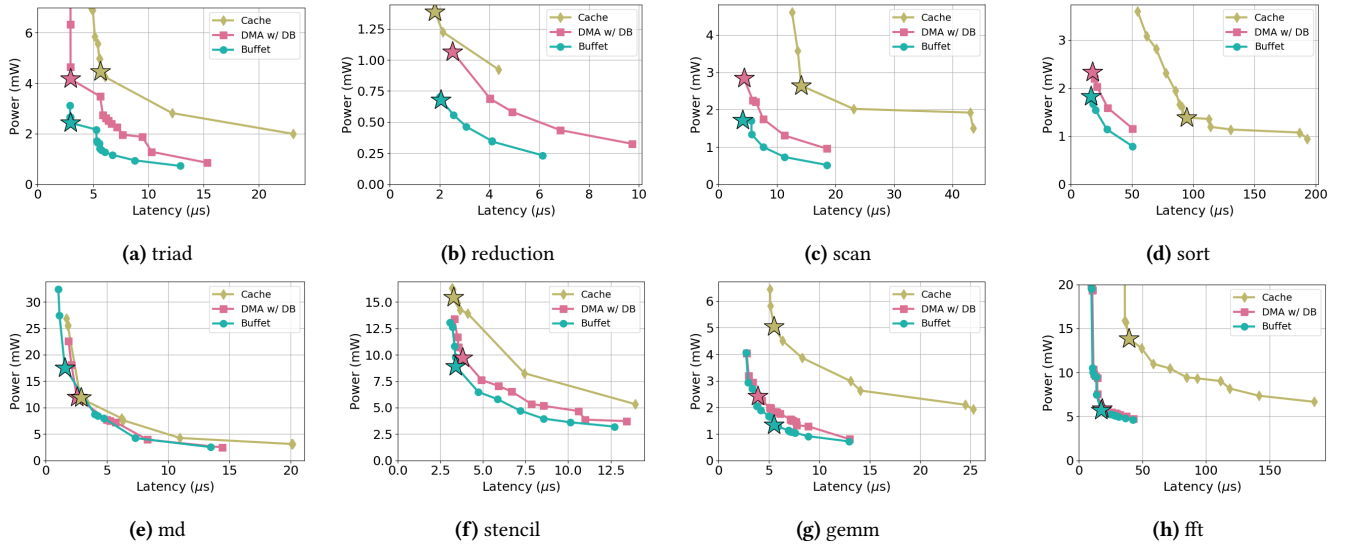 Power (mW)
6
4
2
0
Cache
DMA w/ DB
Buffet
0 5 10 15 20
Latency (μs)
(a) triad
Power (mW)
1.25
1.00
0.75
0.50
0.25
0.00
Cache
DMA w/ DB
Buffet
0 2 4 6 8 10
Latency (μs)
(b) reduction
Power (mW)
4
3
2
1
0
Cache
DMA w/ DB
Buffet
0 10 20 30 40
Latency (μs)
(c) scan
Power (mW)
3
2
1
0
Cache
DMA w/ DB
Buffet
0 50 100 150 200
Latency (μs)
(d) sort
Power (mW)
30
25
20
15
10
5
0
Cache
DMA w/ DB
Buffet
0 5 10 15 20
Latency (μs)
(e) md
Power (mW)
15.0
12.5
10.0
7.5
5.0
2.5
0.0
Cache
DMA w/ DB
Buffet
0.0 2.5 5.0 7.5 10.0 12.5
Latency (μs)
(f) stencil
Power (mW)
6
5
4
3
2
1
0
Cache
DMA w/ DB
Buffet
0 5 10 15 20 25
Latency (μs)
(g) gemm
Power (mW)
20
15
10
5
0
Cache
DMA w/ DB
Buffet
0 50 100 150
Latency (μs)
(h) fft